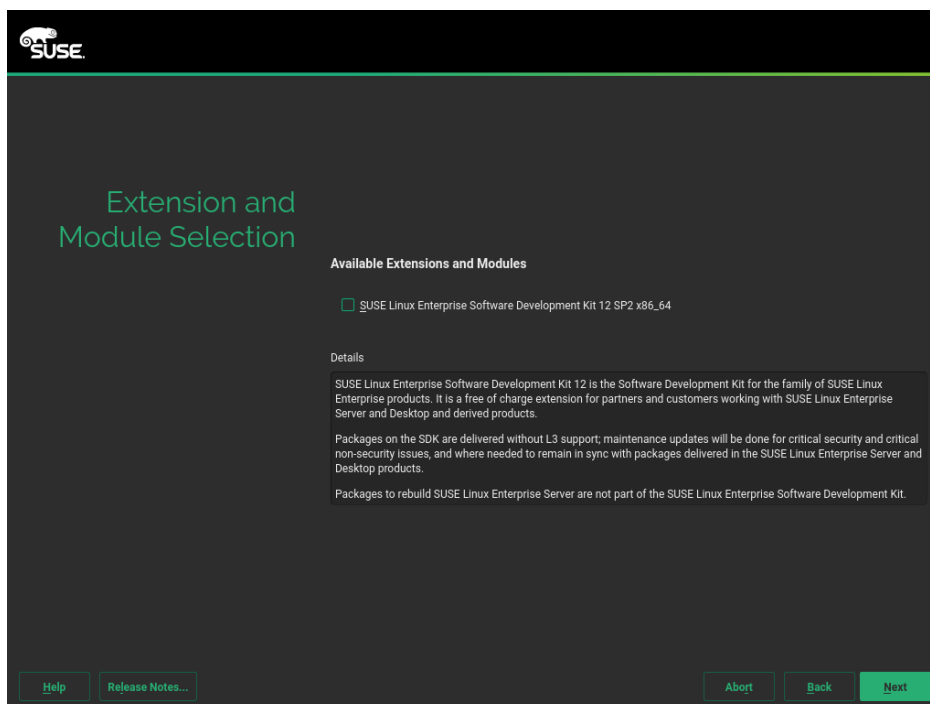 SUSE.
Extension and
Module Selection
Available Extensions and Modules
SUSE Linux Enterprise Software Development Kit 12 SP2 x86_64
Details
SUSE Linux Enterprise Software Development Kit 12 is the Software Development Kit for the family of SUSE Linux
Enterprise products. It is a free of charge extension for partners and customers working with SUSE Linux Enterprise
Server and Desktop and derived products.
Packages on the SDK are delivered without L3 support; maintenance updates will be done for critical security and critical
non-security issues, and where needed to remain in sync with packages delivered in the SUSE Linux Enterprise Server and
Desktop products.
Packages to rebuild SUSE Linux Enterprise Server are not part of the SUSE Linux Enterprise Software Development Kit.
Help Release Notes... Abort Back Next